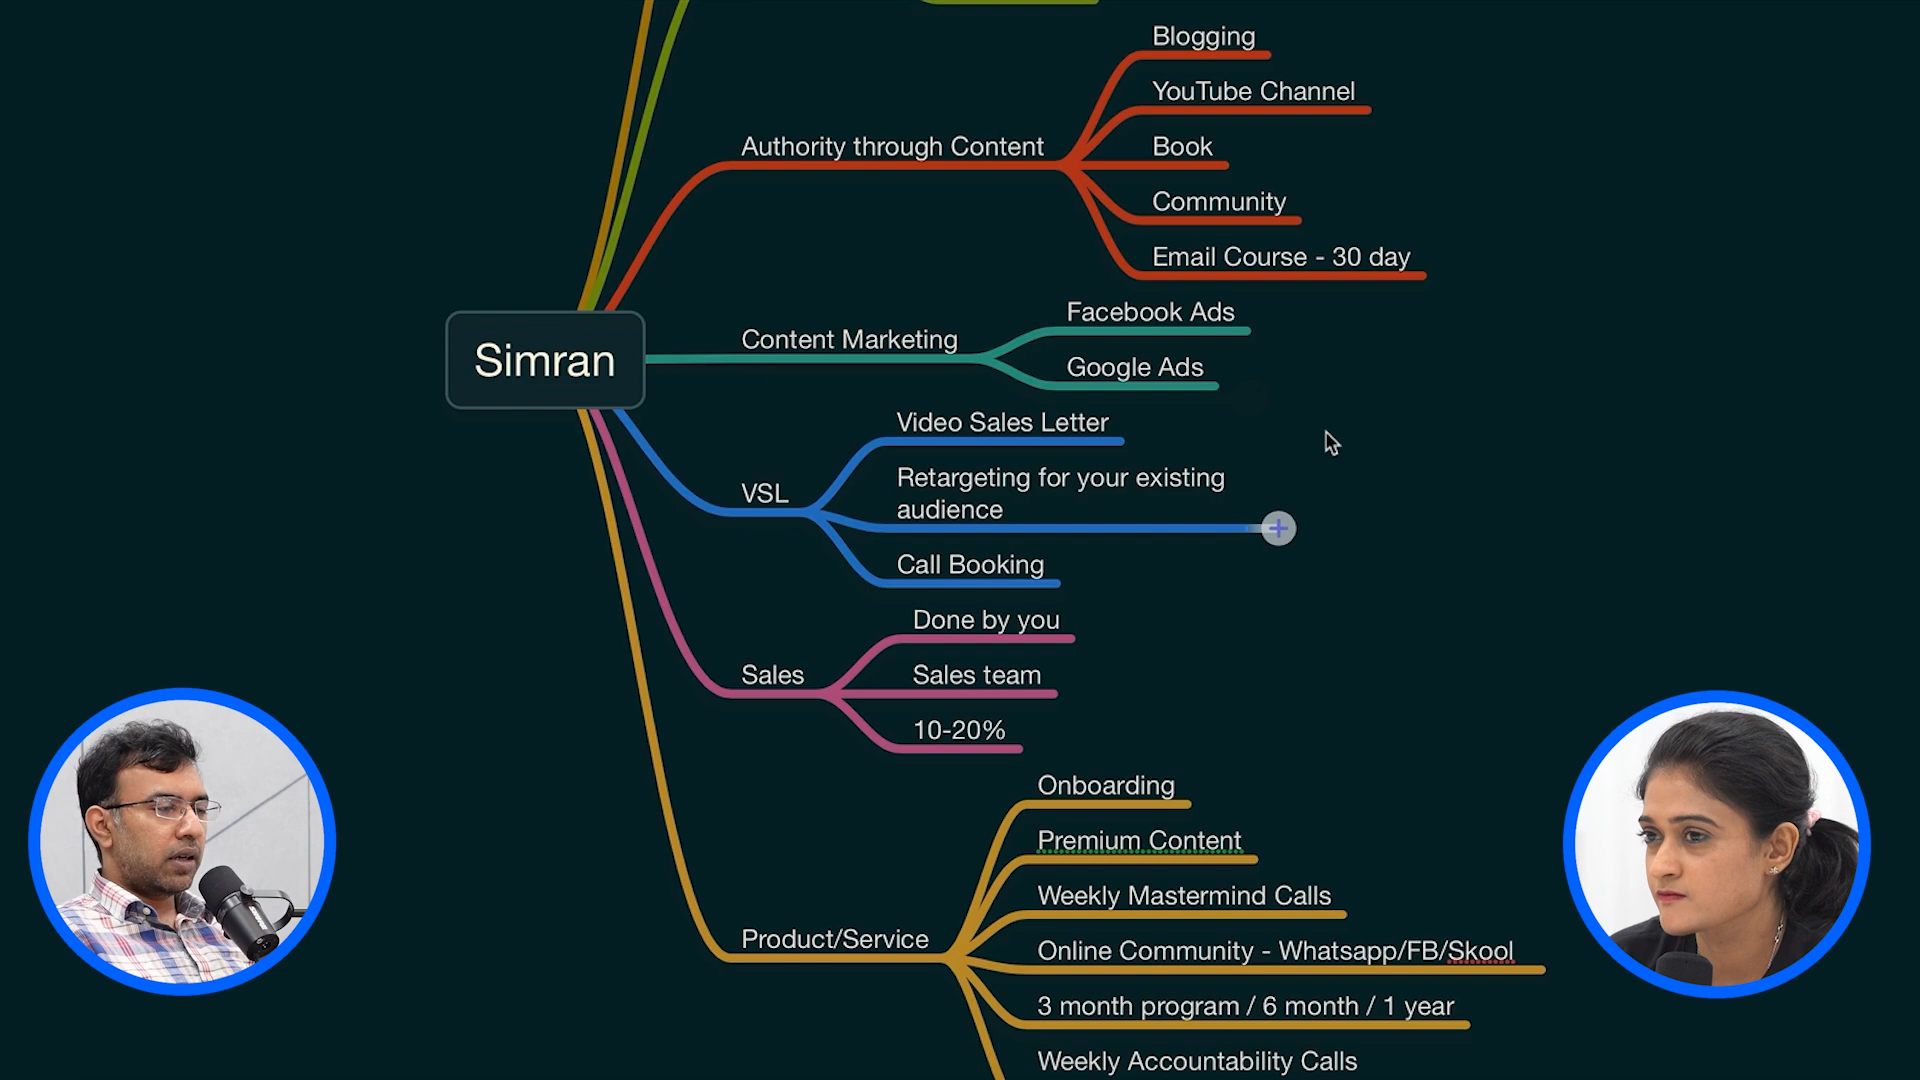 Blogging
YouTube Channel
Authority through Content
Book
Community
Email Course - 30 day
Simran
Content Marketing
Facebook Ads
Google Ads
VSL
Video Sales Letter
Retargeting for your existing
audience
Call Booking
Sales
Done by you
Sales team
10-20%
Product/Service
Onboarding
Premium Content
Weekly Mastermind Calls
Online Community - Whatsapp/FB/Skool
3 month program / 6 month / 1 year
Weekly Accountability Calls